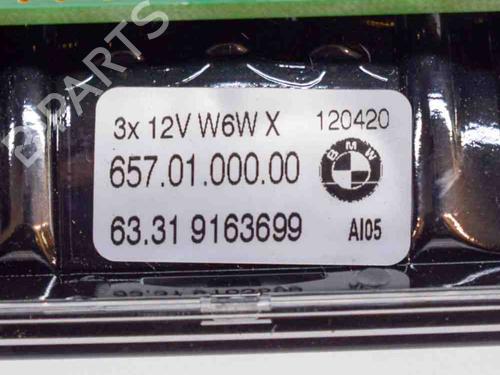 3x 12V W6W X 120420
657.01.000.00
BMW
63.31 9163699 AI05
B PARTS